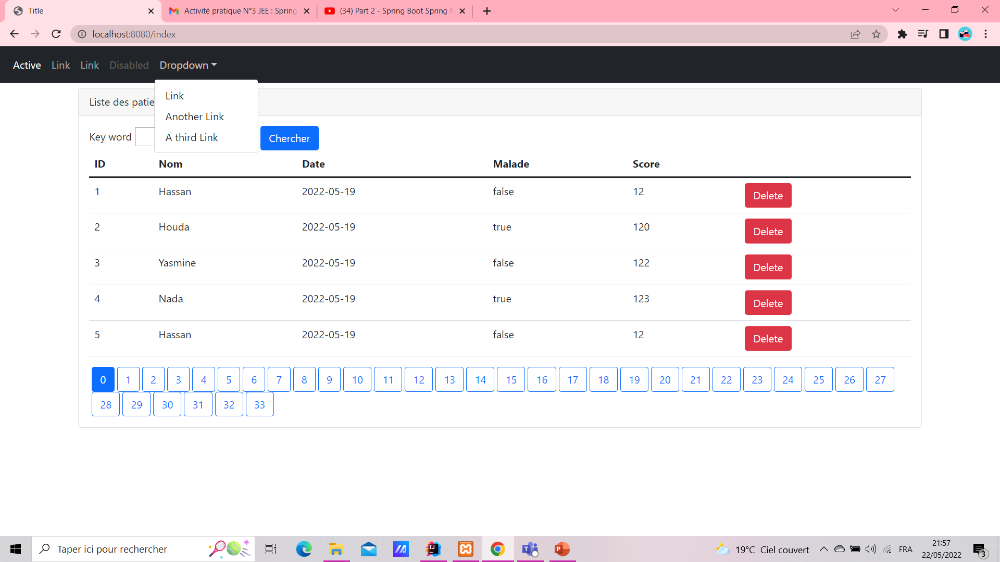 Title
Activité pratique N°3 JEE : Spring
(34) Part 2 - Spring Boot Spring
localhost:8080/index
Active Link Link Disabled Dropdown
Link
Another Link
A third Link
Liste des patie
Key word Chercher
ID Nom Date Malade Score
1 Hassan 2022-05-19 false 12 Delete
2 Houda 2022-05-19 true 120 Delete
3 Yasmine 2022-05-19 false 122 Delete
4 Nada 2022-05-19 true 123 Delete
5 Hassan 2022-05-19 false 12 Delete
0 1 2 3 4 5 6 7 8 9 10 11 12 13 14 15 16 17 18 19 20 21 22 23 24 25 26 27
28 29 30 31 32 33
Taper ici pour rechercher
19°C Ciel couvert
FRA
21:57
22/05/2022
3